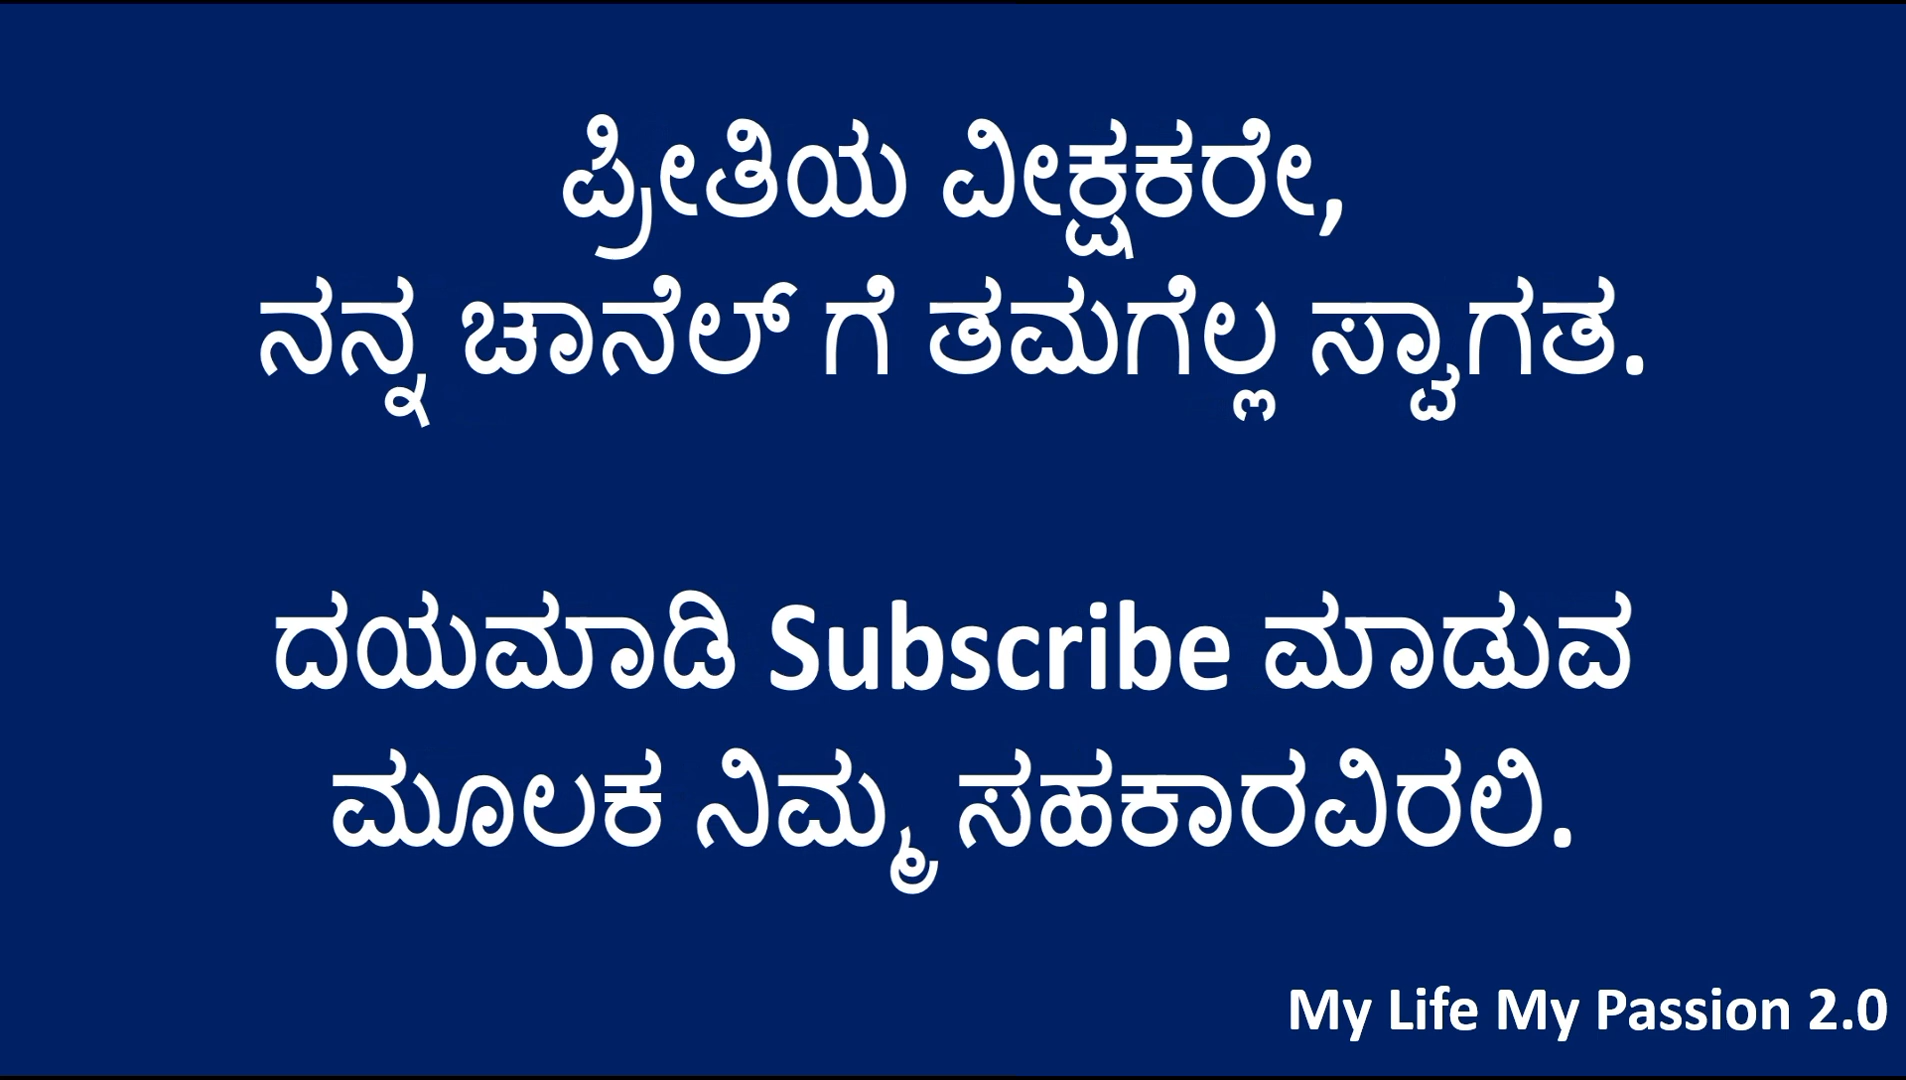 ಪ್ರೀತಿಯ ವೀಕ್ಷಕರೇ,
ನನ್ನ ಚಾನೆಲ್ ಗೆ ತಮಗೆಲ್ಲ ಸ್ವಾಗತ.
ದಯಮಾಡಿ Subscribe ಮಾಡುವ
ಮೂಲಕ ನಿಮ್ಮ ಸಹಕಾರವಿರಲಿ.
My Life My Passion 2.0